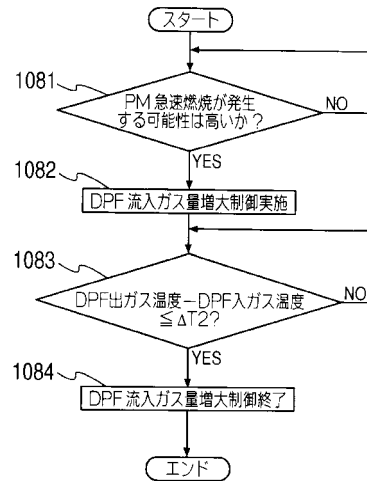 スタート
1081
PM急速燃焼が発生
する可能性は高いか？
NO
YES
1082
DPF流入ガス量増大制御実施
1083
DPF出ガス温度－DPF入ガス温度
≦ΔT2?
NO
YES
1084
DPF流入ガス量増大制御終了
エンド